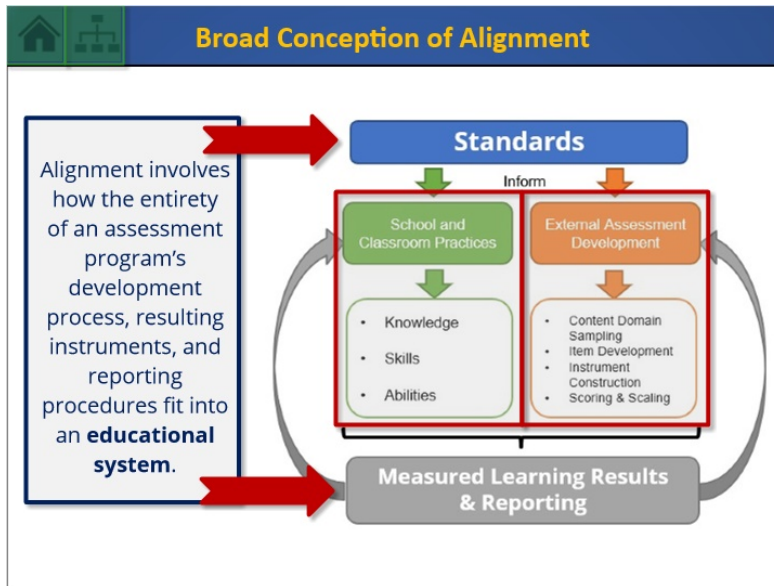 Broad Conception of Alignment
Alignment involves
how the entirety
of an assessment
program’s
development
process, resulting
instruments, and
reporting
procedures fit into
an educational
system.
Standards
Inform
School and
Classroom Practices
External Assessment
Development
• Knowledge
• Skills
• Abilities
• Content Domain
Sampling
• Item Development
• Instrument
Construction
• Scoring & Scaling
Measured Learning Results
& Reporting